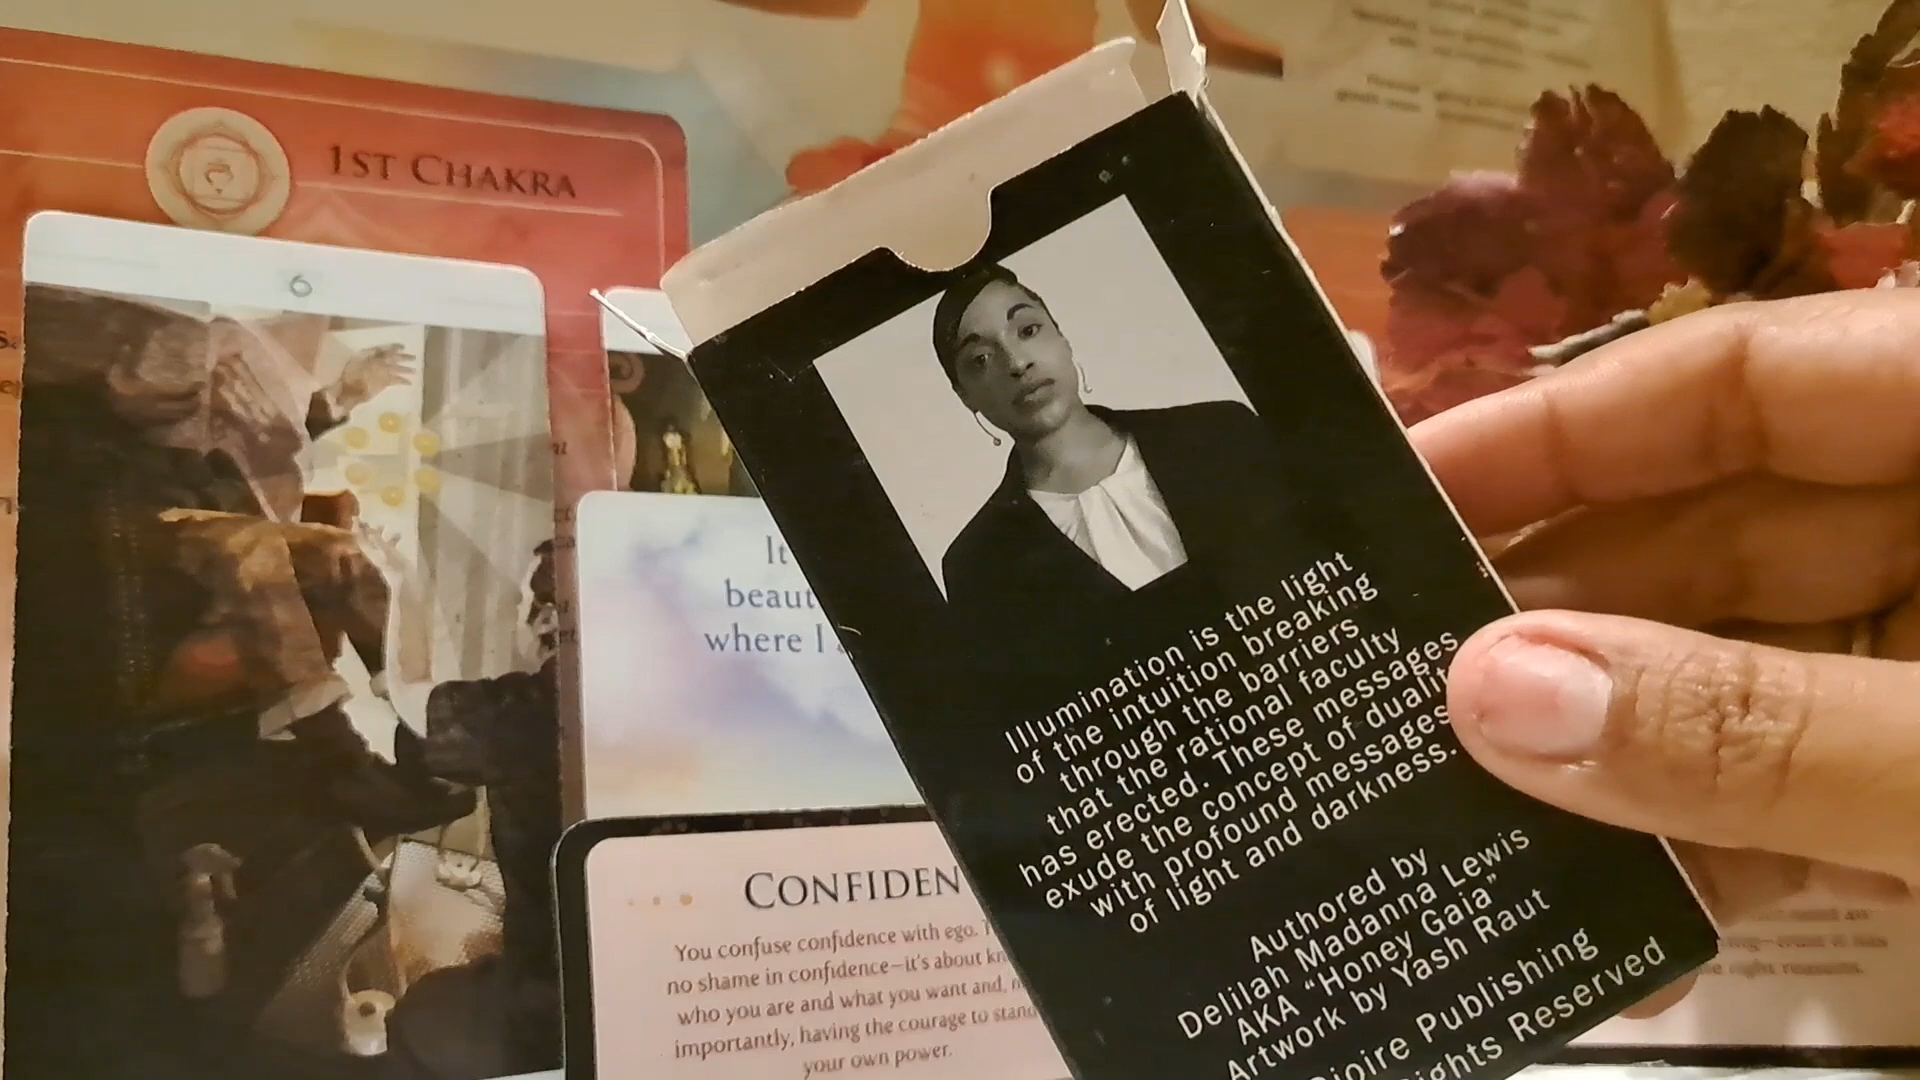 1ST CHAKRA
6
It
beaut
where I
CONFIDEN
You confuse confidence with ego.
no shame in confidence—it's about
who you are and what you want and,
importantly, having the courage to stand
your own power.
Illumination is the light
of the intuition breaking
through the barriers
that the rational faculty
has erected. These messages
exude the concept of dualit
with profound messages
of light and darkness.
Authored by
Delilah Madanna Lewis
AKA "Honey Gaia"
Artwork by Yash Raut
Publishing
Rights Reserved